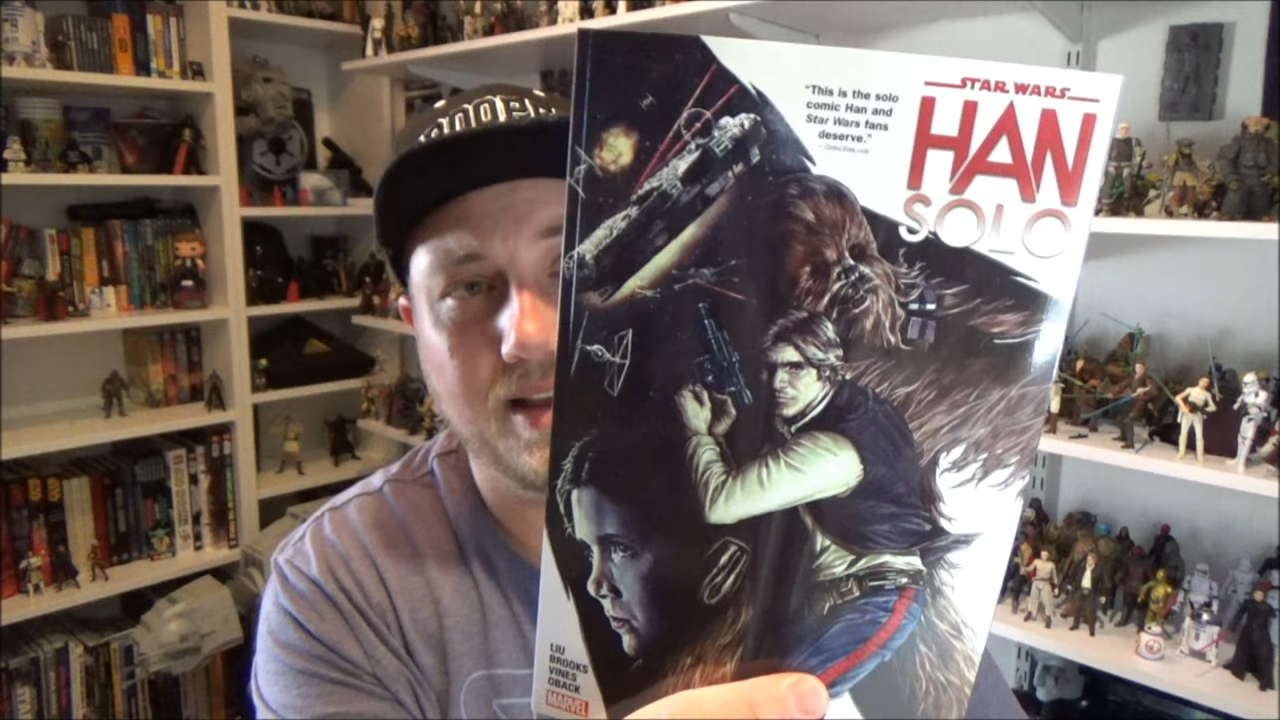 "This is the solo
comic Han and
Star Wars fans
deserve."
STAR WARS
HAN
SOLO
LIU
BROOKS
VINES
OBACK
MARVEL